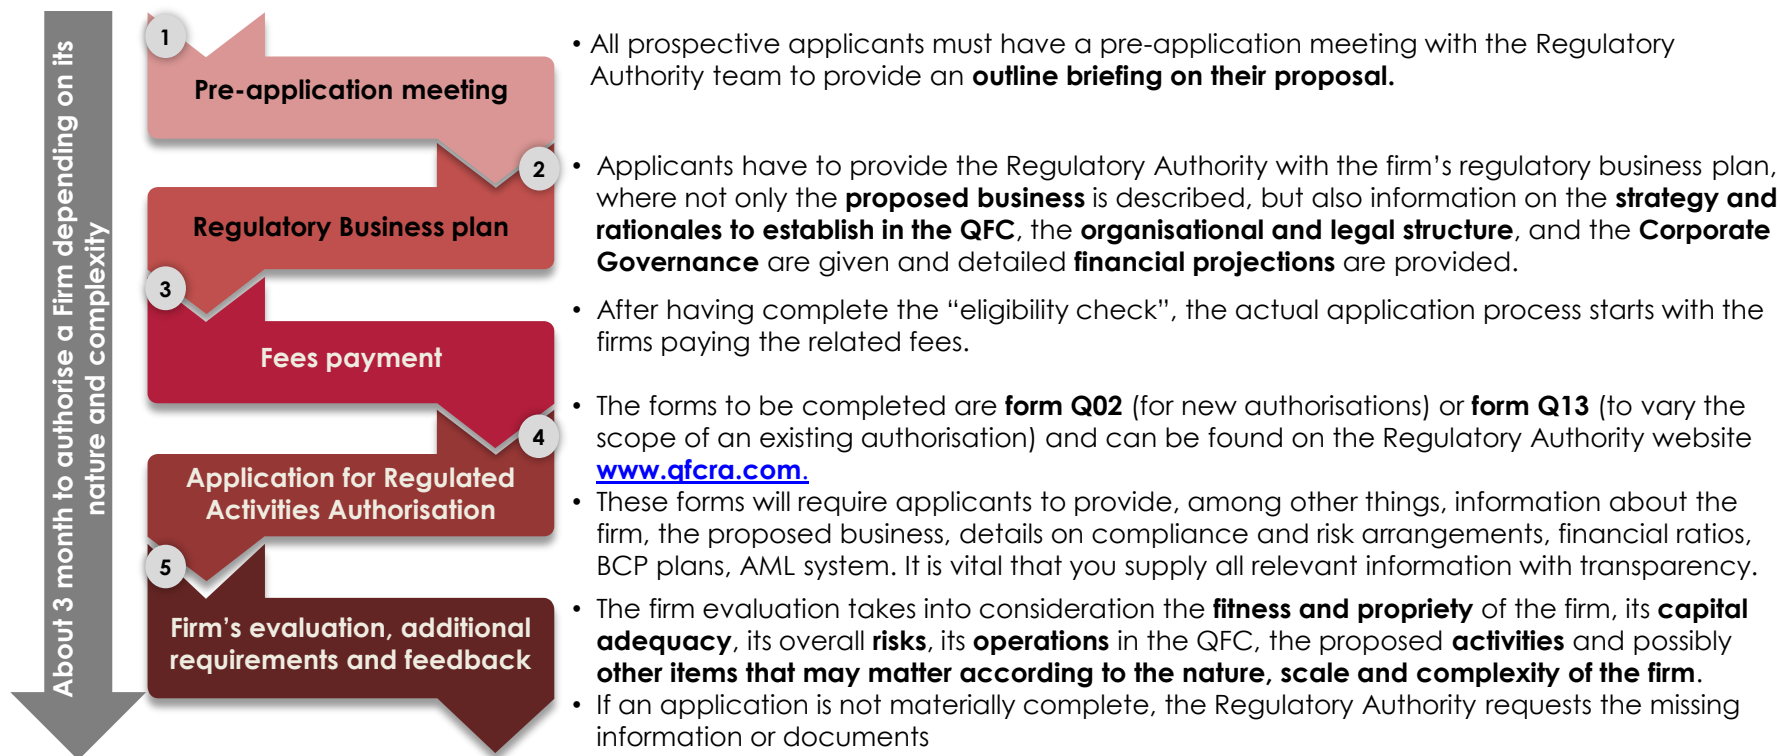 About 3 month to authorise a Firm depending on its
nature and complexity
1
Pre-application meeting
• All prospective applicants must have a pre-application meeting with the Regulatory
Authority team to provide an outline briefing on their proposal.
2
Regulatory Business plan
• Applicants have to provide the Regulatory Authority with the firm’s regulatory business plan,
where not only the proposed business is described, but also information on the strategy and
rationales to establish in the QFC, the organisational and legal structure, and the Corporate
Governance are given and detailed financial projections are provided.
3
Fees payment
• After having complete the “eligibility check”, the actual application process starts with the
firms paying the related fees.
4
Application for Regulated
Activities Authorisation
• The forms to be completed are form Q02 (for new authorisations) or form Q13 (to vary the
scope of an existing authorisation) and can be found on the Regulatory Authority website
www.qfcra.com.
• These forms will require applicants to provide, among other things, information about the
firm, the proposed business, details on compliance and risk arrangements, financial ratios,
BCP plans, AML system. It is vital that you supply all relevant information with transparency.
5
Firm’s evaluation, additional
requirements and feedback
• The firm evaluation takes into consideration the fitness and propriety of the firm, its capital
adequacy, its overall risks, its operations in the QFC, the proposed activities and possibly
other items that may matter according to the nature, scale and complexity of the firm.
• If an application is not materially complete, the Regulatory Authority requests the missing
information or documents